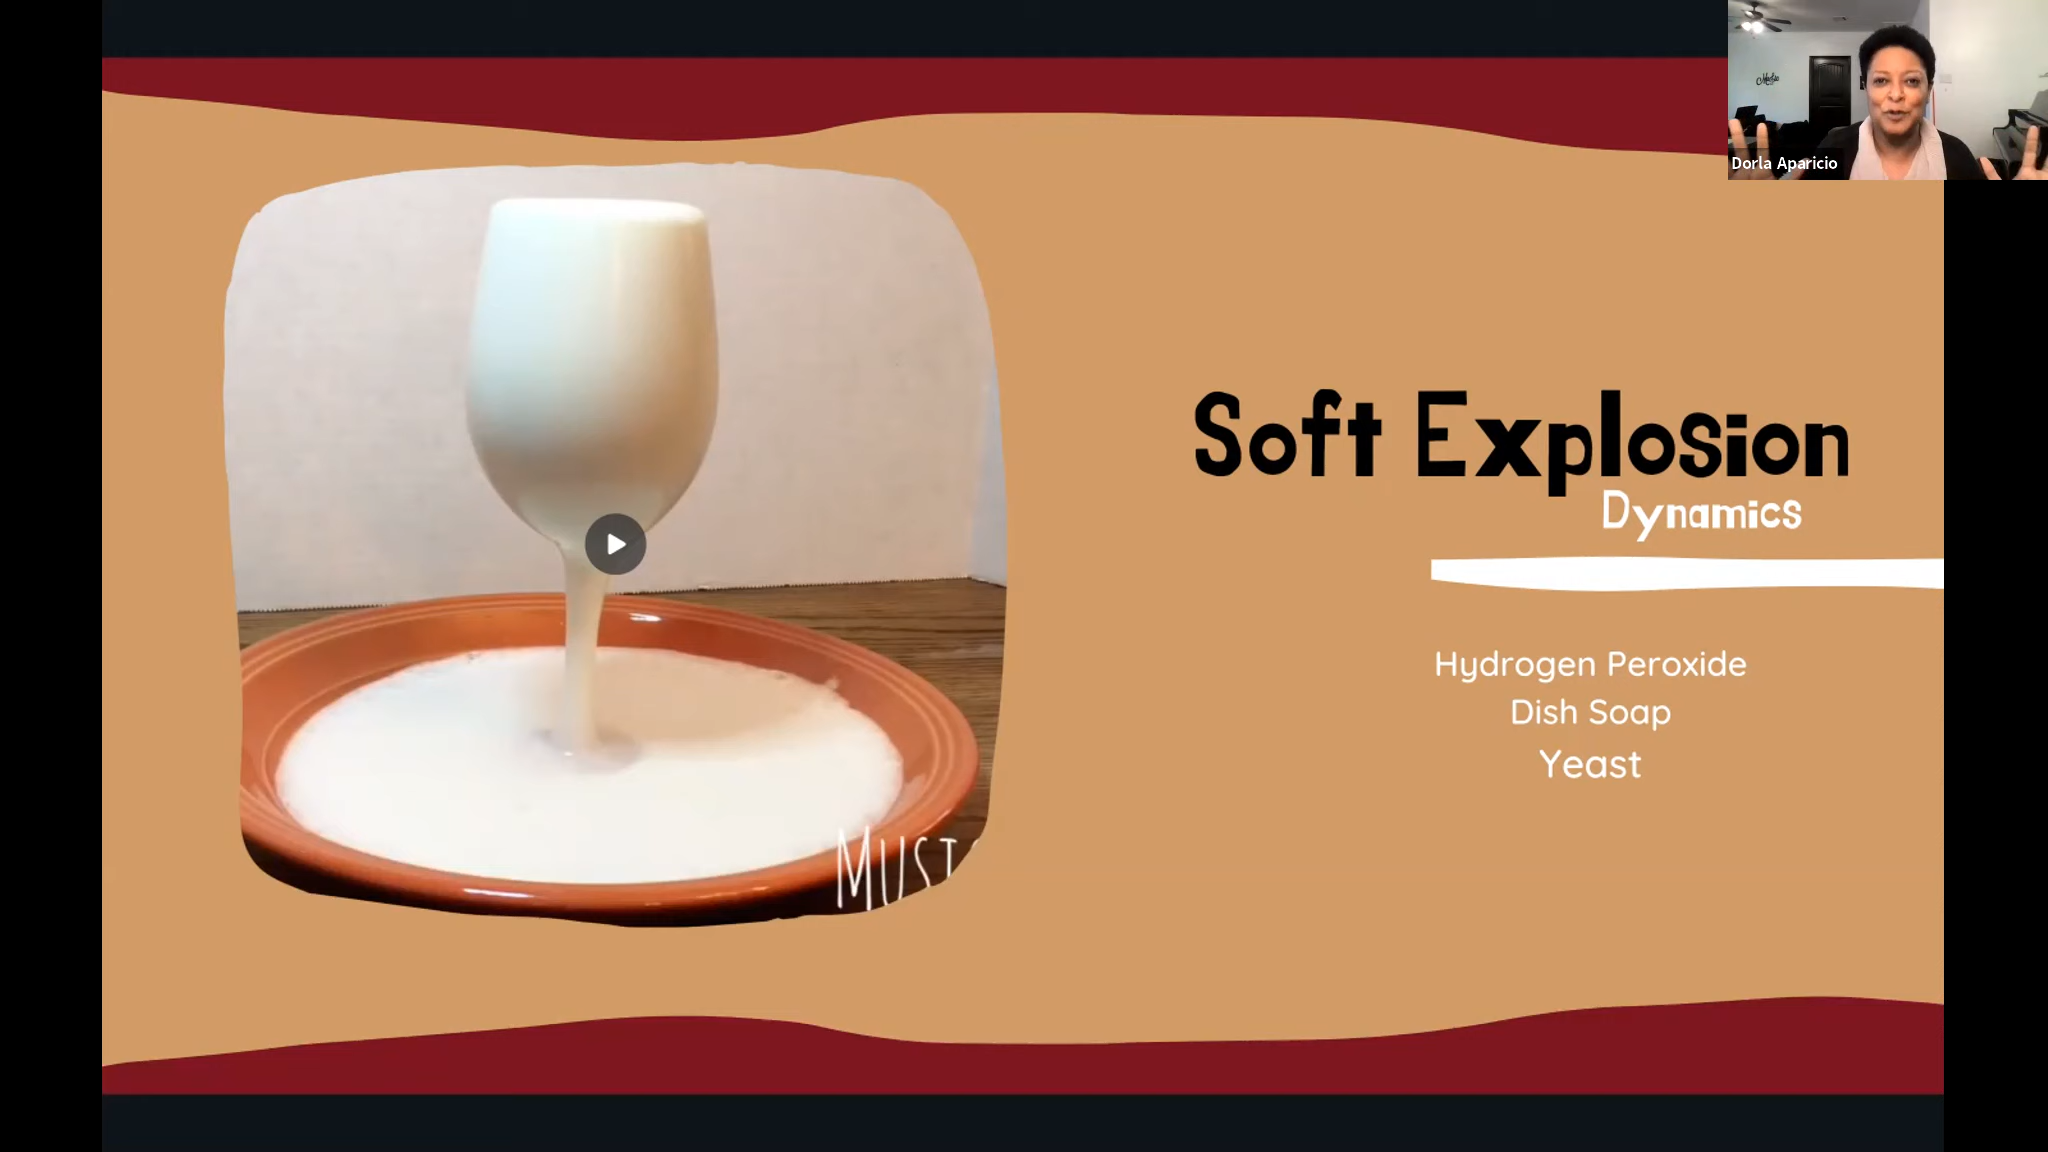 Dorla Aparicio
Soft Explosion
Dynamics
Hydrogen Peroxide
Dish Soap
Yeast